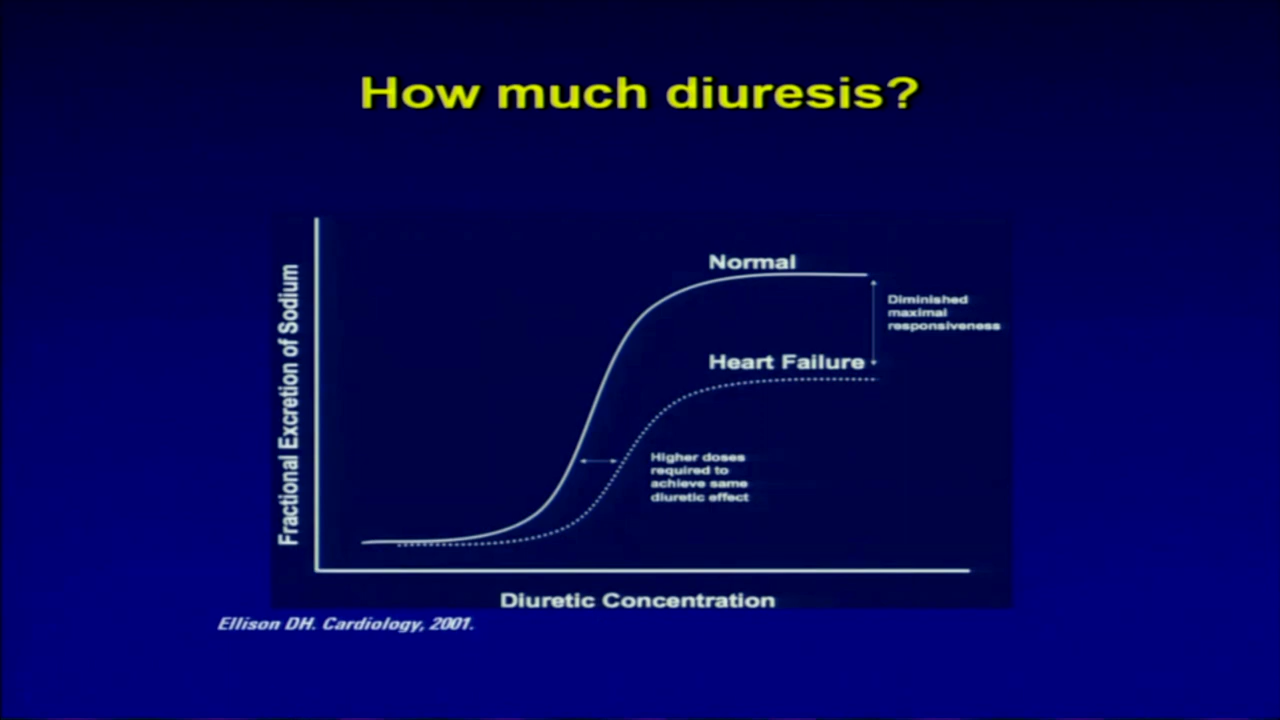 How much diuresis?
Normal
Diminished
maximal
responsiveness
Heart Failure
Higher doses
required to
achieve same
diuretic effect
Fractional Excretion of Sodium
Diuretic Concentration
Ellison DH. Cardiology, 2001.